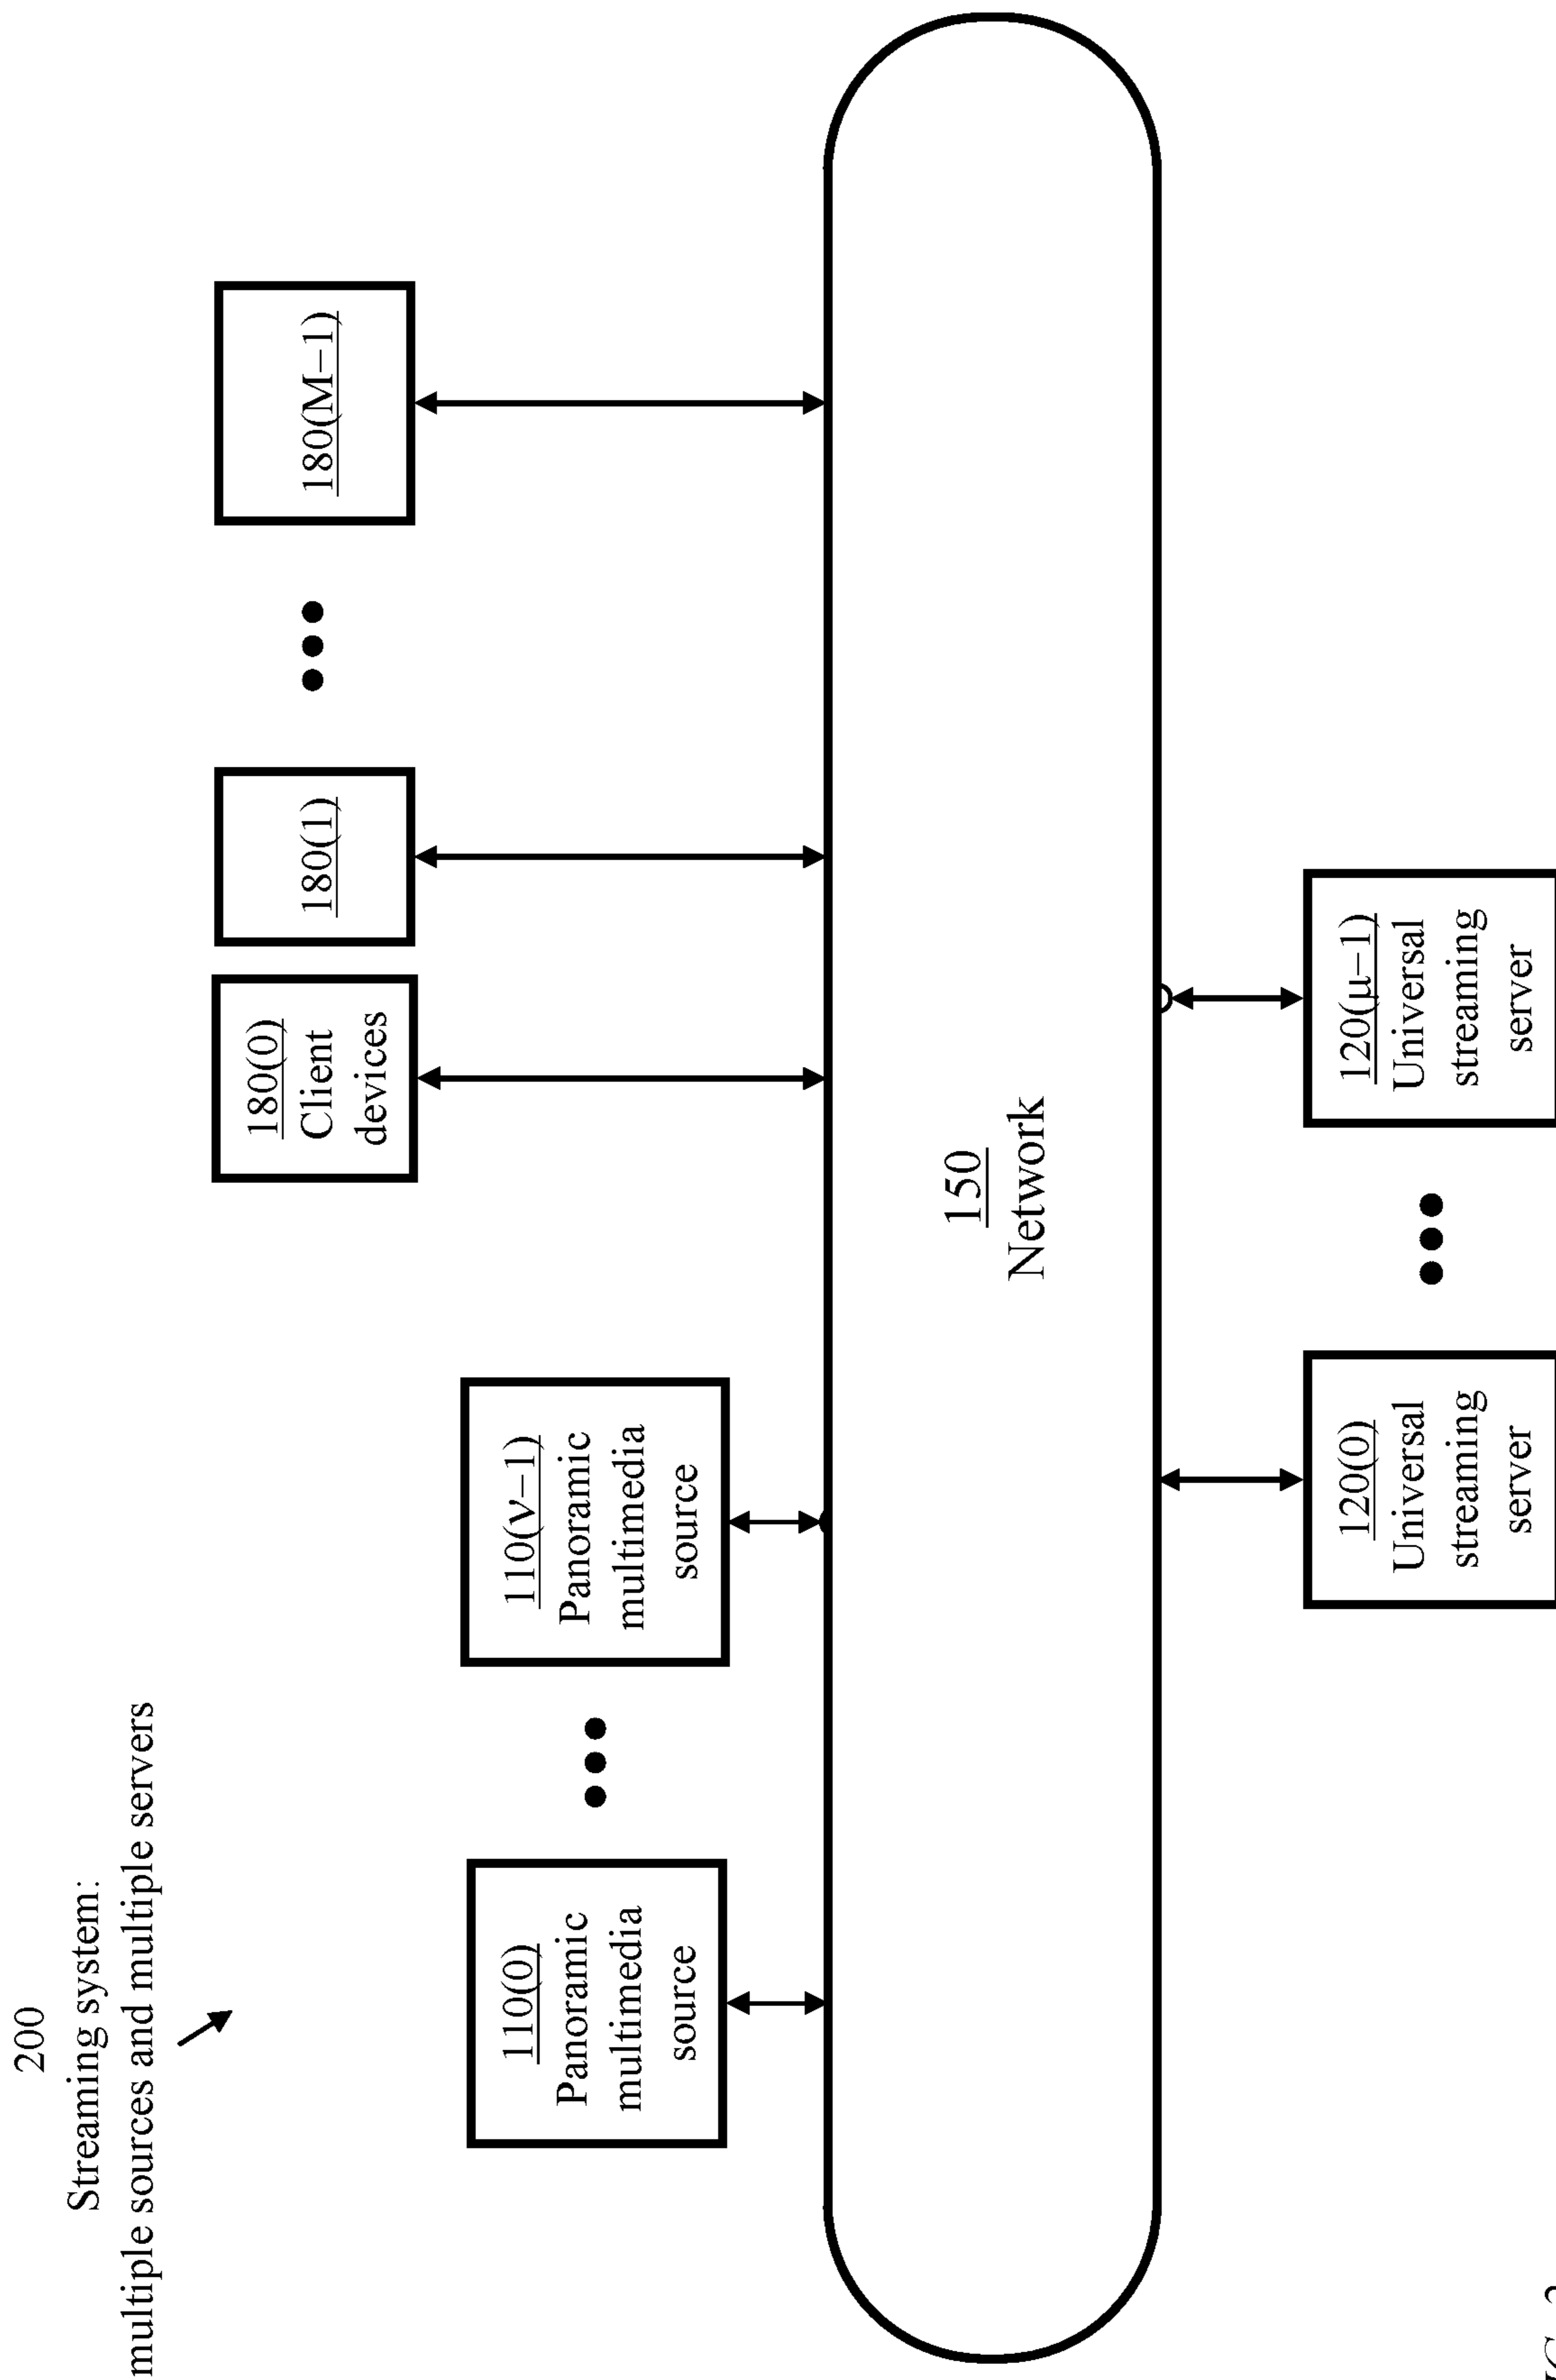 200
Streaming system:
multiple sources and multiple servers
180(0)
Client
devices
180(1)
180(M−1)
110(0)
Panoramic
multimedia
source
110(ν−1)
Panoramic
multimedia
source
150
Network
120(0)
Universal
streaming
server
120(μ−1)
Universal
streaming
server